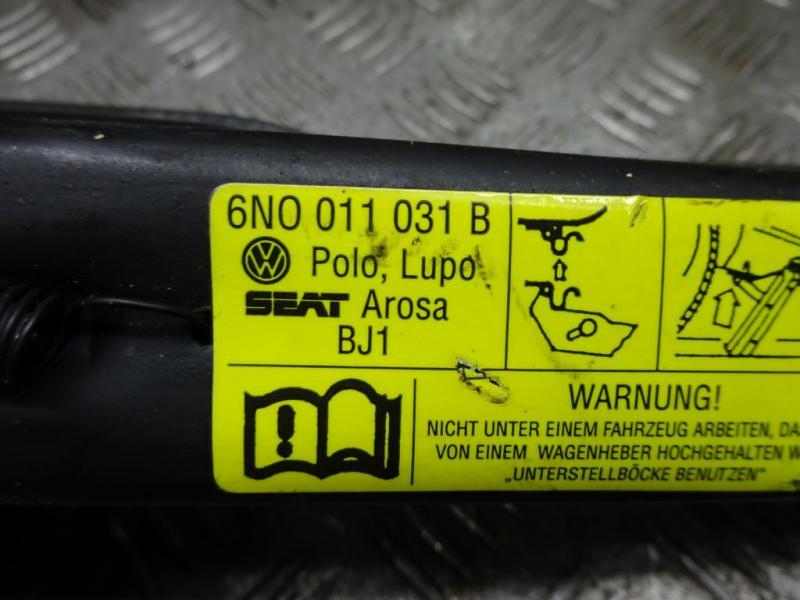 6N0 011 031 B
Polo, Lupo
SEAT Arosa
BJ1
WARNUNG!
NICHT UNTER EINEM FAHRZEUG ARBEITEN, DA
VON EINEM WAGENHEBER HOCHGEHALTEN W
„UNTERSTELLBÖCKE BENUTZEN"